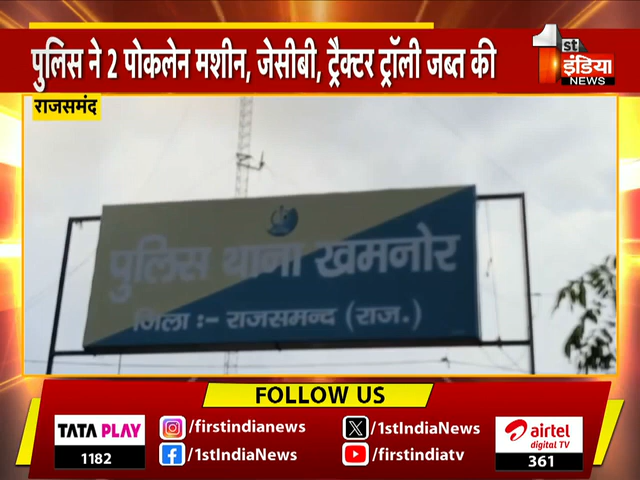 पुलिस ने 2 पोकलेन मशीन, जेसीबी, ट्रैक्टर ट्रॉली जब्त की
1st
इंडिया
NEWS
राजसमंद
पुलिस थाना खमनोर
जिला :- राजसमन्द (राज.)
FOLLOW US
TATA PLAY
1182
/firstindianews
/1stIndiaNews
/1stIndiaNews
/firstindiatv
airtel
digital TV
361